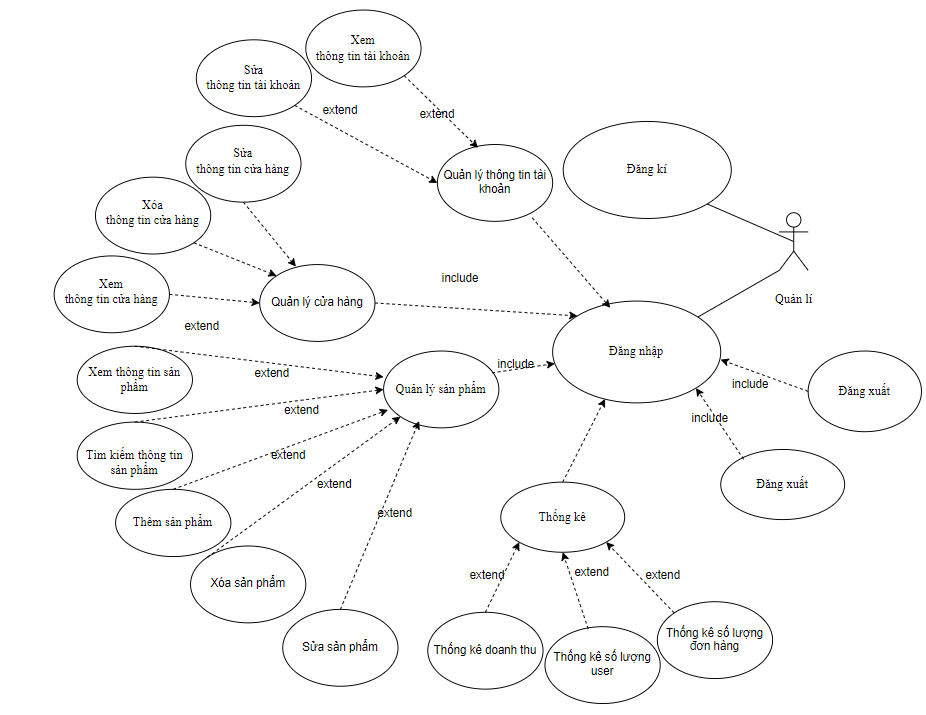 Xem
thông tin tài khoản
Sửa
thông tin tài khoản
extend
extend
Sửa
thông tin cửa hàng
Quản lý thông tin tài
khoản
Đăng kí
Xóa
thông tin cửa hàng
Xem
thông tin cửa hàng
Quản lý cửa hàng
include
Quản lí
extend
Đăng nhập
Xem thông tin sản
phẩm
extend
Quản lý sản phẩm
include
include
Đăng xuất
extend
include
Tìm kiếm thông tin
sản phẩm
extend
Đăng xuất
extend
Thêm sản phẩm
extend
Thống kê
Xóa sản phẩm
extend
extend
extend
Sửa sản phẩm
Thống kê doanh thu
Thống kê số lượng
user
Thống kê số lượng
đơn hàng